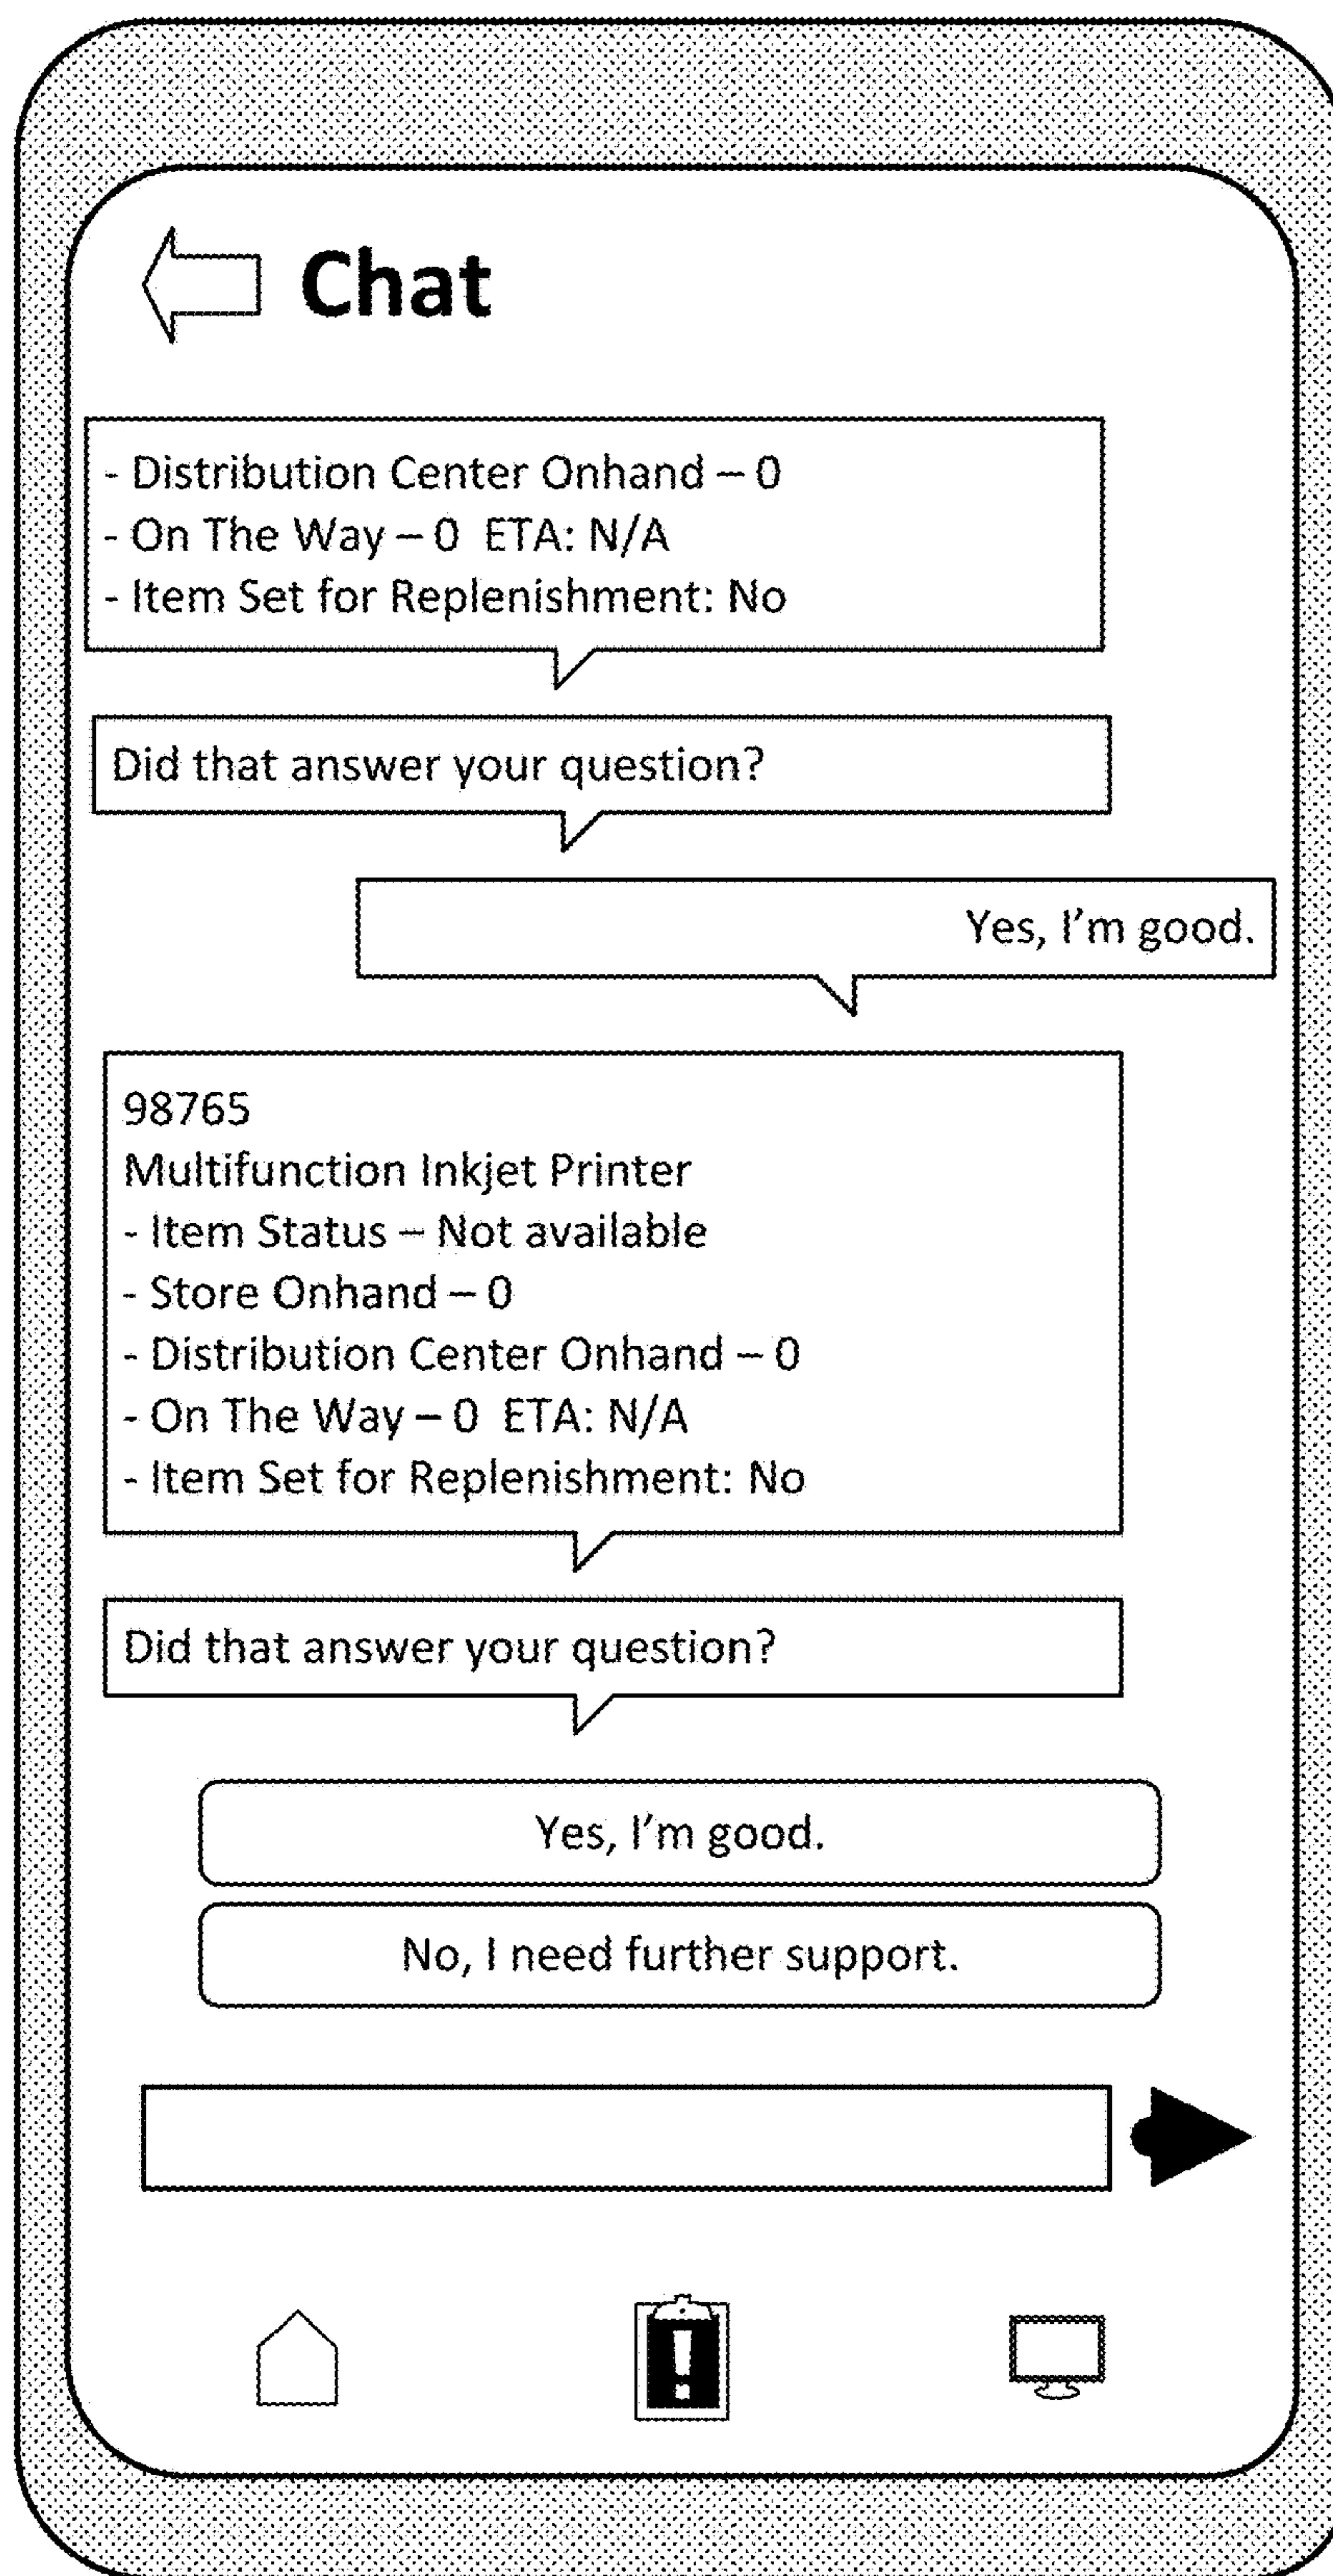 Chat
- Distribution Center Onhand – 0
- On The Way – 0  ETA: N/A
- Item Set for Replenishment: No
Did that answer your question?
Yes, I'm good.
98765
Multifunction Inkjet Printer
- Item Status – Not available
- Store Onhand – 0
- Distribution Center Onhand – 0
- On The Way – 0  ETA: N/A
- Item Set for Replenishment: No
Did that answer your question?
Yes, I'm good.
No, I need further support.
!